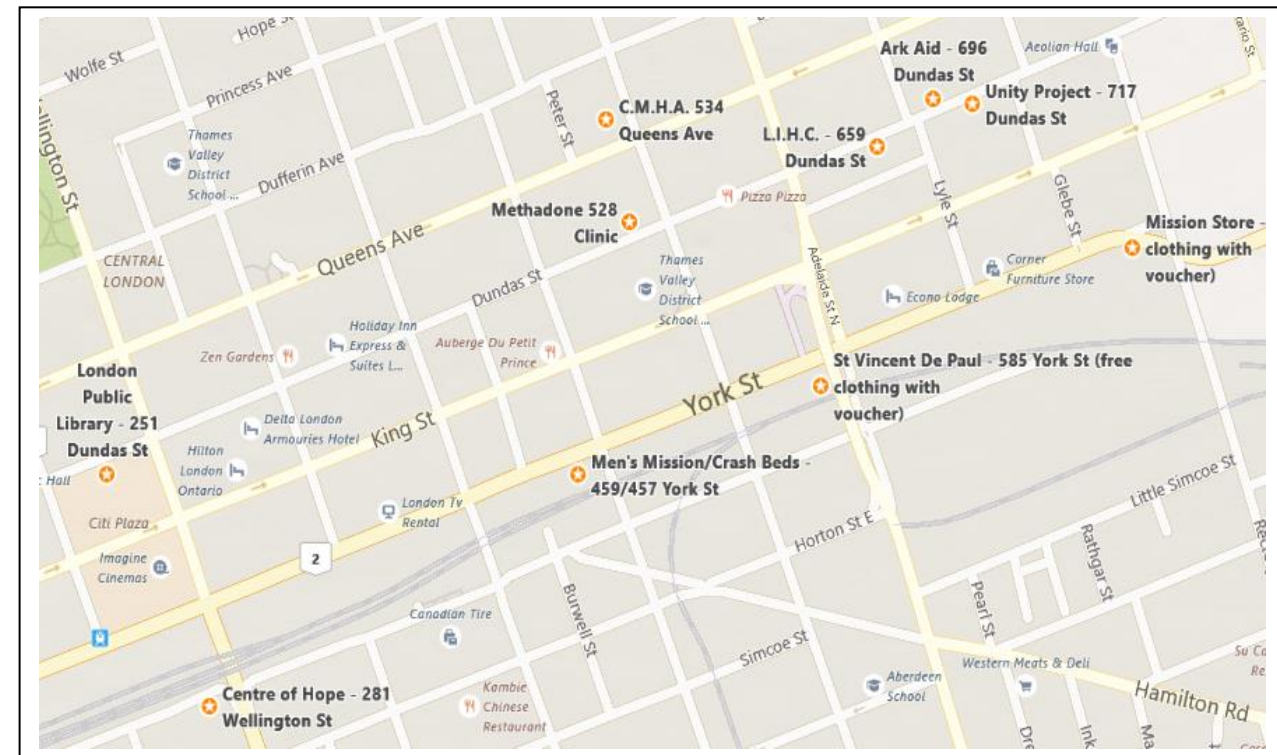 Hope St
Wolfe St
Princess Ave
Thames
Valley
District
School ...
Dufferin Ave
Peter St
C.M.H.A. 534
Queens Ave
Ark Aid - 696
Dundas St
Aeolian Hall
Unity Project - 717
Dundas St
L.I.H.C. - 659
Dundas St
Pizza Pizza
Lyle St
Glebe St
Mission Store -
clothing with
voucher)
Methadone 528
Clinic
CENTRAL
LONDON
Queens Ave
Dundas St
Thames
Valley
District
School ...
Adelaide St N
Corner
Furniture Store
Econo Lodge
Holiday Inn
Express &
Suites L...
Zen Gardens
Auberge Du Petit
Prince
London
Public
Library - 251
Dundas St
Delta London
Armouries Hotel
King St
York St
St Vincent De Paul - 585 York St (free
clothing with
voucher)
Hilton
London
Ontario
Hall
Men's Mission/Crash Beds -
459/457 York St
London Tv
Rental
Citi Plaza
Imagine
Cinemas
2
Horton St E
Little Simcoe St
Rathgar St
Pearl St
Burwell St
Canadian Tire
Simcoe St
Centre of Hope - 281
Wellington St
Kambie
Chinese
Restaurant
Aberdeen
School
Western Meats & Deli
Hamilton Rd